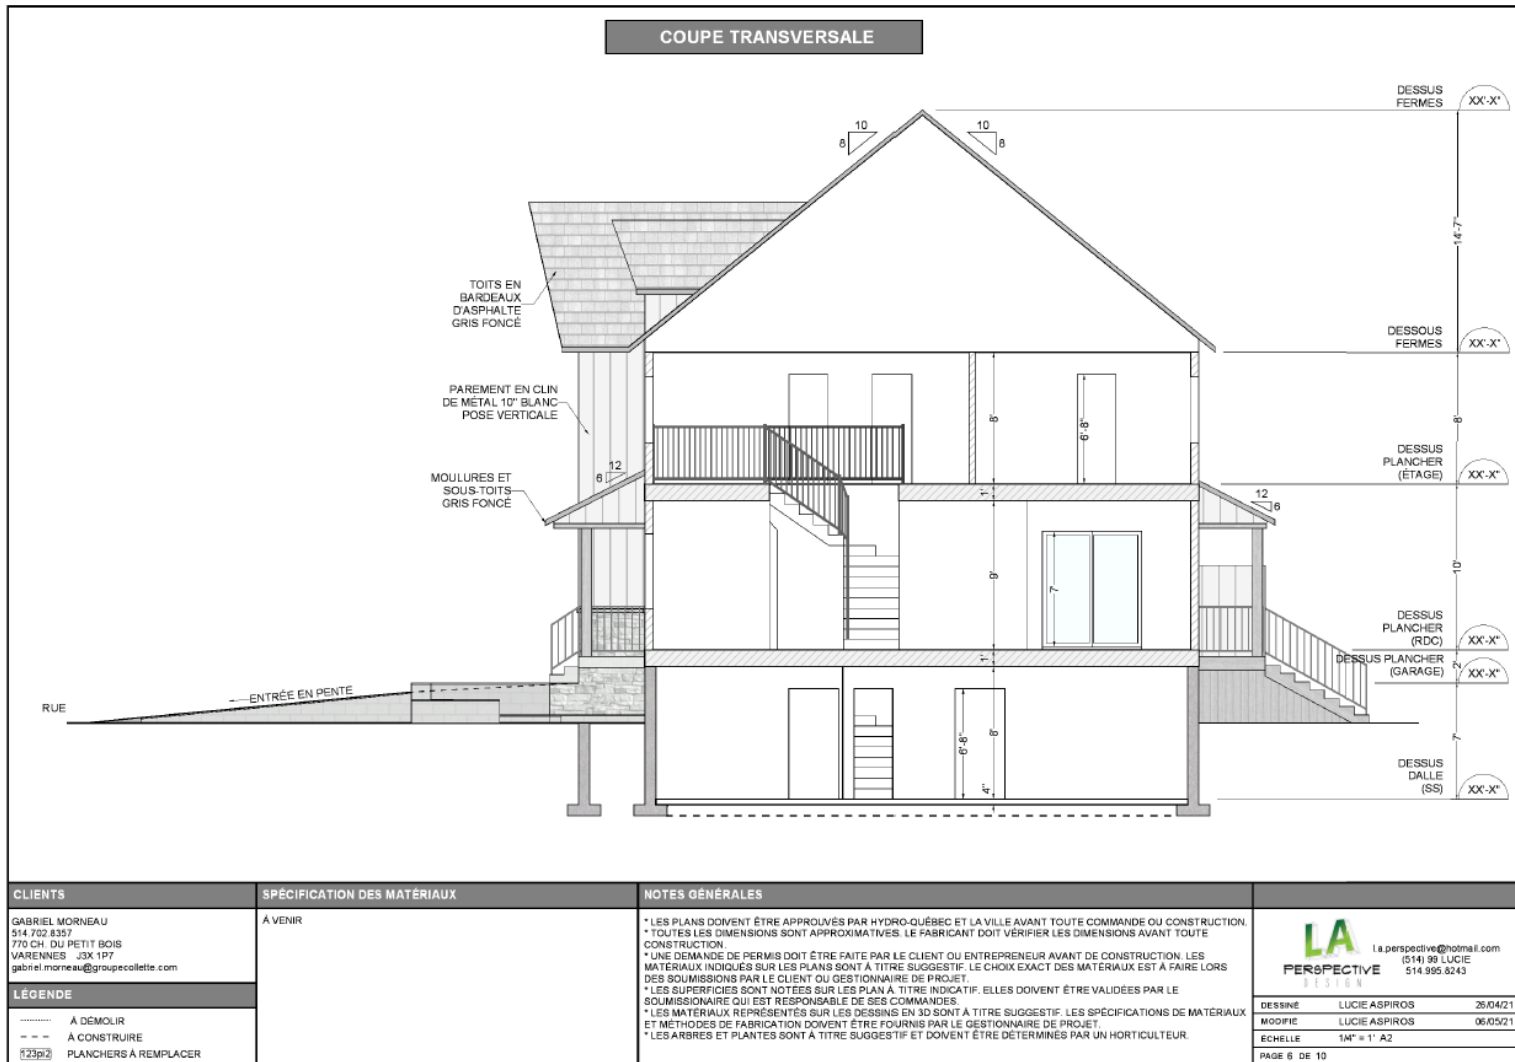 COUPE TRANSVERSALE
DESSUS
FERMES
XX'-X"
10
8
10
8
14'-7"
TOITS EN
BARDEAUX
D'ASPHALTE
GRIS FONCÉ
DESSOUS
FERMES
XX'-X"
PAREMENT EN CLIN
DE MÉTAL 10" BLANC
POSE VERTICALE
8'
6'-8"
8'
12
6
MOULURES ET
SOUS-TOITS
GRIS FONCÉ
DESSUS
PLANCHER
(ÉTAGE)
XX'-X"
1'
12
6
9'
7'
10'
DESSUS
PLANCHER
(RDC)
XX'-X"
1'
DESSUS PLANCHER
(GARAGE)
XX'-X"
2'
ENTRÉE EN PENTE
RUE
6'-8"
8'
7'
4"
DESSUS
DALLE
(SS)
XX'-X"
CLIENTS
GABRIEL MORNEAU
514.702.8357
770 CH. DU PETIT BOIS
VARENNES J3X 1P7
gabriel.morneau@groupecollette.com
LÉGENDE
À DÉMOLIR
À CONSTRUIRE
123pi2 PLANCHERS À REMPLACER
SPÉCIFICATION DES MATÉRIAUX
À VENIR
NOTES GÉNÉRALES
* LES PLANS DOIVENT ÊTRE APPROUVÉS PAR HYDRO-QUÉBEC ET LA VILLE AVANT TOUTE COMMANDE OU CONSTRUCTION.
* TOUTES LES DIMENSIONS SONT APPROXIMATIVES. LE FABRICANT DOIT VÉRIFIER LES DIMENSIONS AVANT TOUTE
CONSTRUCTION.
* UNE DEMANDE DE PERMIS DOIT ÊTRE FAITE PAR LE CLIENT OU ENTREPRENEUR AVANT DE CONSTRUCTION. LES
MATÉRIAUX INDIQUÉS SUR LES PLANS SONT À TITRE SUGGESTIF. LE CHOIX EXACT DES MATÉRIAUX EST À FAIRE LORS
DES SOUMISSIONS PAR LE CLIENT OU GESTIONNAIRE DE PROJET.
* LES SUPERFICIES SONT NOTÉES SUR LES PLAN À TITRE INDICATIF. ELLES DOIVENT ÊTRE VALIDÉES PAR LE
SOUMISSIONAIRE QUI EST RESPONSABLE DE SES COMMANDES.
* LES MATÉRIAUX REPRÉSENTÉS SUR LES DESSINS EN 3D SONT À TITRE SUGGESTIF. LES SPÉCIFICATIONS DE MATÉRIAUX
ET MÉTHODES DE FABRICATION DOIVENT ÊTRE FOURNIS PAR LE GESTIONNAIRE DE PROJET.
* LES ARBRES ET PLANTES SONT À TITRE SUGGESTIF ET DOIVENT ÊTRE DÉTERMINÉS PAR UN HORTICULTEUR.
LA
PERSPECTIVE
DESIGN
l.a.perspective@hotmail.com
(514) 99 LUCIE
514.995.8243
DESSINÉ LUCIE ASPIROS 26/04/21
MODIFIÉ LUCIE ASPIROS 06/05/21
ÉCHELLE 1/4" = 1' A2
PAGE 6 DE 10